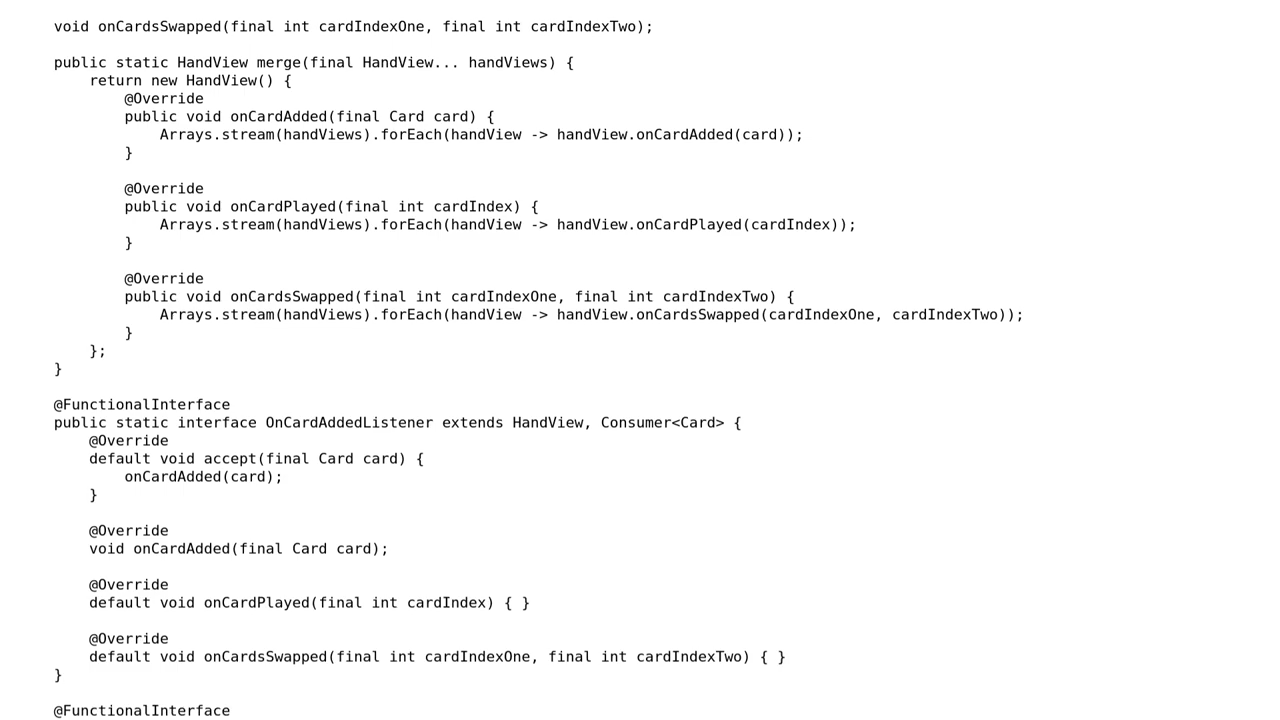 void onCardsSwapped(final int cardIndexOne, final int cardIndexTwo);

public static HandView merge(final HandView... handViews) {
    return new HandView() {
        @Override
        public void onCardAdded(final Card card) {
            Arrays.stream(handViews).forEach(handView -> handView.onCardAdded(card));
        }

        @Override
        public void onCardPlayed(final int cardIndex) {
            Arrays.stream(handViews).forEach(handView -> handView.onCardPlayed(cardIndex));
        }

        @Override
        public void onCardsSwapped(final int cardIndexOne, final int cardIndexTwo) {
            Arrays.stream(handViews).forEach(handView -> handView.onCardsSwapped(cardIndexOne, cardIndexTwo));
        }
    };
}

@FunctionalInterface
public static interface OnCardAddedListener extends HandView, Consumer<Card> {
    @Override
    default void accept(final Card card) {
        onCardAdded(card);
    }

    @Override
    void onCardAdded(final Card card);

    @Override
    default void onCardPlayed(final int cardIndex) { }

    @Override
    default void onCardsSwapped(final int cardIndexOne, final int cardIndexTwo) { }
}

@FunctionalInterface